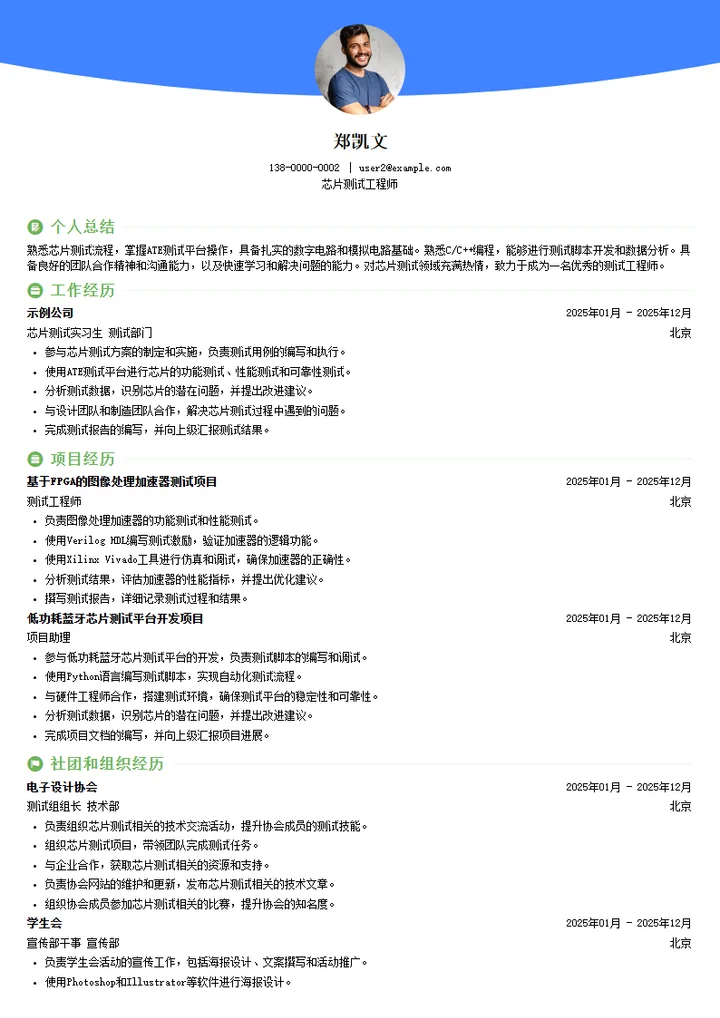 郑凯文
138-0000-0002 | user2@example.com
芯片测试工程师
个人总结
熟悉芯片测试流程，掌握ATE测试平台操作，具备扎实的数字电路和模拟电路基础。熟悉C/C++编程，能够进行测试脚本开发和数据分析。具
备良好的团队合作精神和沟通能力，以及快速学习和解决问题的能力。对芯片测试领域充满热情，致力于成为一名优秀的测试工程师。
工作经历
示例公司 2025年01月 - 2025年12月
芯片测试实习生 测试部门 北京
• 参与芯片测试方案的制定和实施，负责测试用例的编写和执行。
• 使用ATE测试平台进行芯片的功能测试、性能测试和可靠性测试。
• 分析测试数据，识别芯片的潜在问题，并提出改进建议。
• 与设计团队和制造团队合作，解决芯片测试过程中遇到的问题。
• 完成测试报告的编写，并向上级汇报测试结果。
项目经历
基于FPGA的图像处理加速器测试项目 2025年01月 - 2025年12月
测试工程师 北京
• 负责图像处理加速器的功能测试和性能测试。
• 使用Verilog HDL编写测试激励，验证加速器的逻辑功能。
• 使用Xilinx Vivado工具进行仿真和调试，确保加速器的正确性。
• 分析测试结果，评估加速器的性能指标，并提出优化建议。
• 撰写测试报告，详细记录测试过程和结果。
低功耗蓝牙芯片测试平台开发项目 2025年01月 - 2025年12月
项目助理 北京
• 参与低功耗蓝牙芯片测试平台的开发，负责测试脚本的编写和调试。
• 使用Python语言编写测试脚本，实现自动化测试流程。
• 与硬件工程师合作，搭建测试环境，确保测试平台的稳定性和可靠性。
• 分析测试数据，识别芯片的潜在问题，并提出改进建议。
• 完成项目文档的编写，并向上级汇报项目进展。
社团和组织经历
电子设计协会 2025年01月 - 2025年12月
测试组组长 技术部 北京
• 负责组织芯片测试相关的技术交流活动，提升协会成员的测试技能。
• 组织芯片测试项目，带领团队完成测试任务。
• 与企业合作，获取芯片测试相关的资源和支持。
• 负责协会网站的维护和更新，发布芯片测试相关的技术文章。
• 组织协会成员参加芯片测试相关的比赛，提升协会的知名度。
学生会 2025年01月 - 2025年12月
宣传部干事 宣传部 北京
• 负责学生会活动的宣传工作，包括海报设计、文案撰写和活动推广。
• 使用Photoshop和Illustrator等软件进行海报设计。